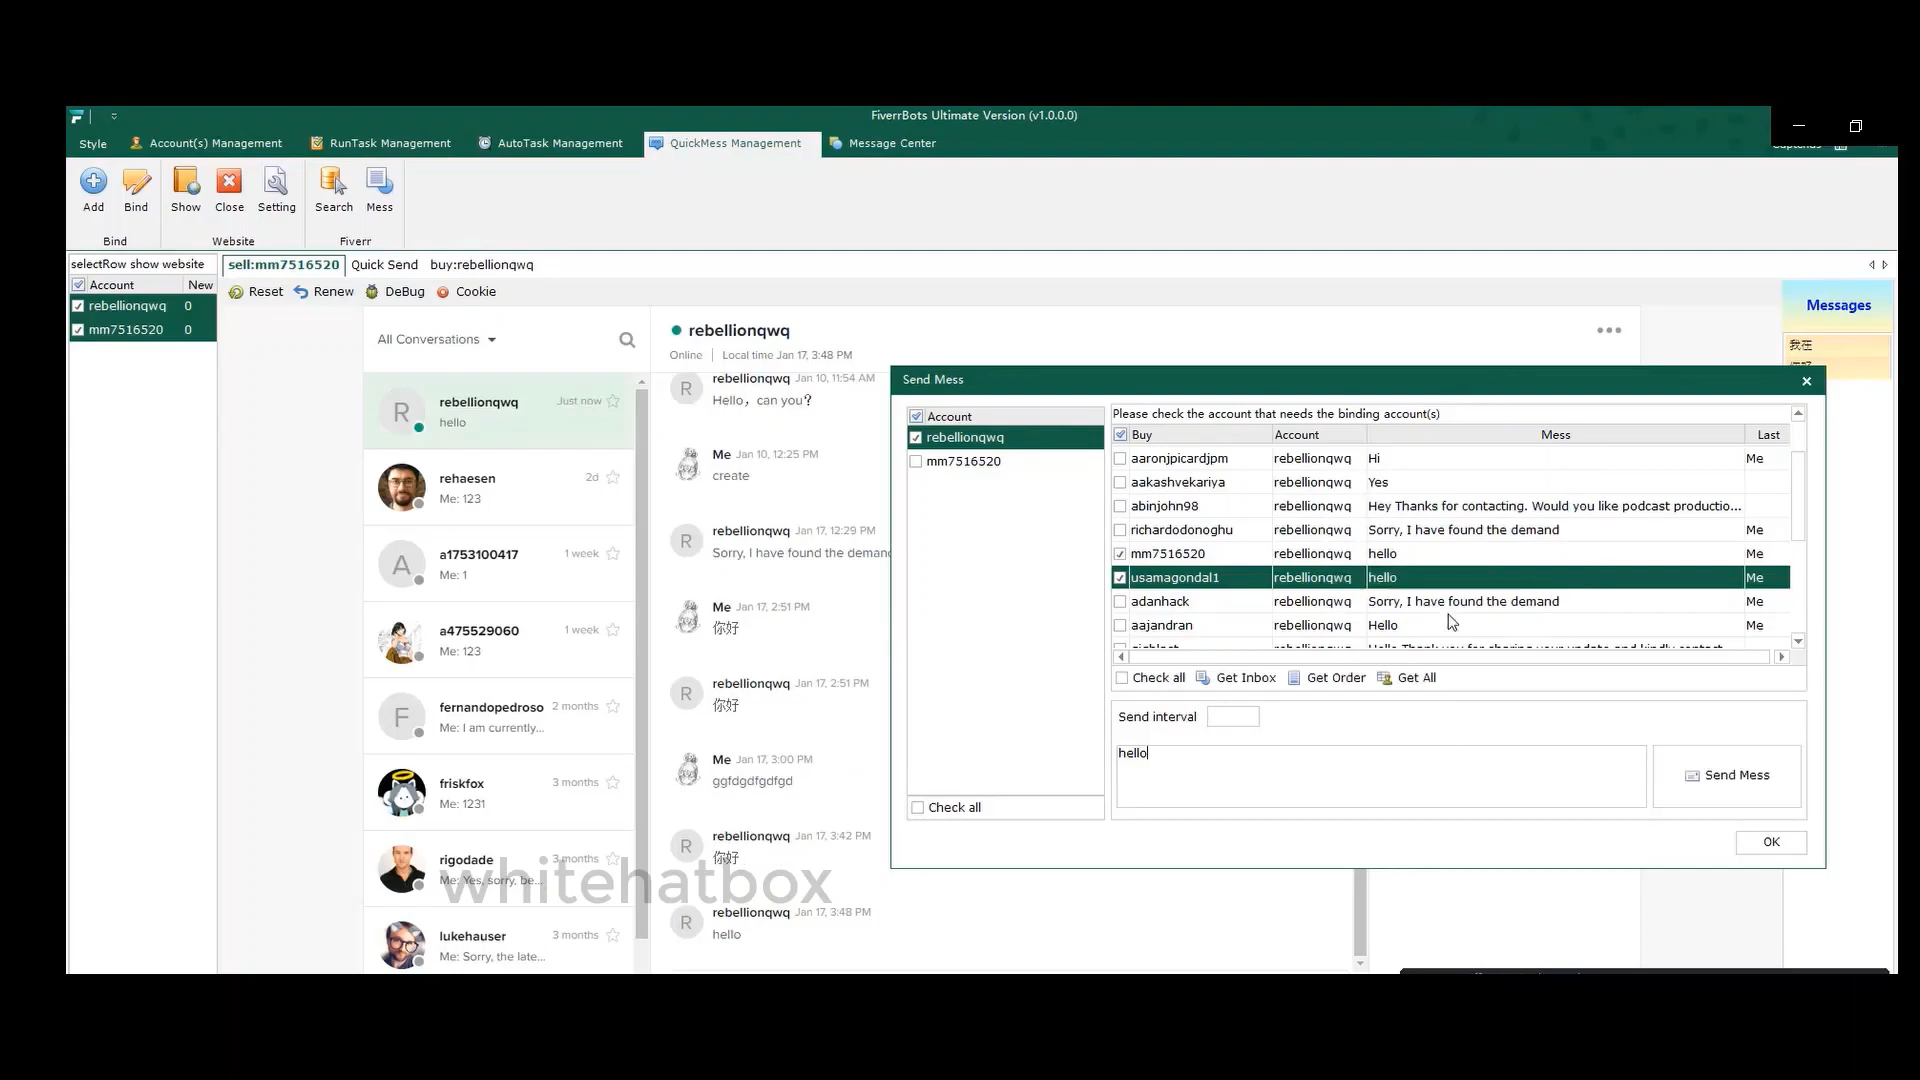 FiverrBots Ultimate Version (v1.0.0.0)
Style
Account(s) Management
RunTask Management
AutoTask Management
QuickMess Management
Message Center
Add
Bind
Show
Close
Setting
Search
Mess
Bind
Website
Fiverr
selectRow show website
sell:mm7516520
Quick Send
buy:rebellionqwq
Account
New
rebellionqwq
0
mm7516520
0
Reset
Renew
DeBug
Cookie
All Conversations
rebellionqwq
Just now
hello
rehaesen
2d
Me: 123
A
a1753100417
1 week
Me: 1
a475529060
1 week
Me: 123
F
fernandopedroso
2 months
Me: I am currently...
friskfox
3 months
Me: 1231
rigodade
3 months
Me: Yes, sorry, be...
lukehauser
3 months
Me: Sorry, the late...
R
rebellionqwq
Online
Local time Jan 17, 3:48 PM
R
rebellionqwq Jan 10, 11:54 AM
Hello，can you？
Me Jan 10, 12:25 PM
create
R
rebellionqwq Jan 17, 12:29 PM
Sorry, I have found the demand
Me Jan 17, 2:51 PM
你好
R
rebellionqwq Jan 17, 2:51 PM
你好
Me Jan 17, 3:00 PM
ggfdgdfgdfgd
R
rebellionqwq Jan 17, 3:42 PM
你好
R
rebellionqwq Jan 17, 3:48 PM
hello
whitehatbox
Messages
我在
Send Mess
Account
rebellionqwq
mm7516520
Check all
Please check the account that needs the binding account(s)
Buy Account Mess Last
aaronjpicardjpm rebellionqwq Hi Me
aakashvekariya rebellionqwq Yes
abinjohn98 rebellionqwq Hey Thanks for contacting. Would you like podcast productio...
richardodonoghu rebellionqwq Sorry, I have found the demand Me
mm7516520 rebellionqwq hello Me
usamagondal1 rebellionqwq hello Me
adanhack rebellionqwq Sorry, I have found the demand Me
aajandran rebellionqwq Hello Me
Check all
Get Inbox
Get Order
Get All
Send interval
hello
Send Mess
OK